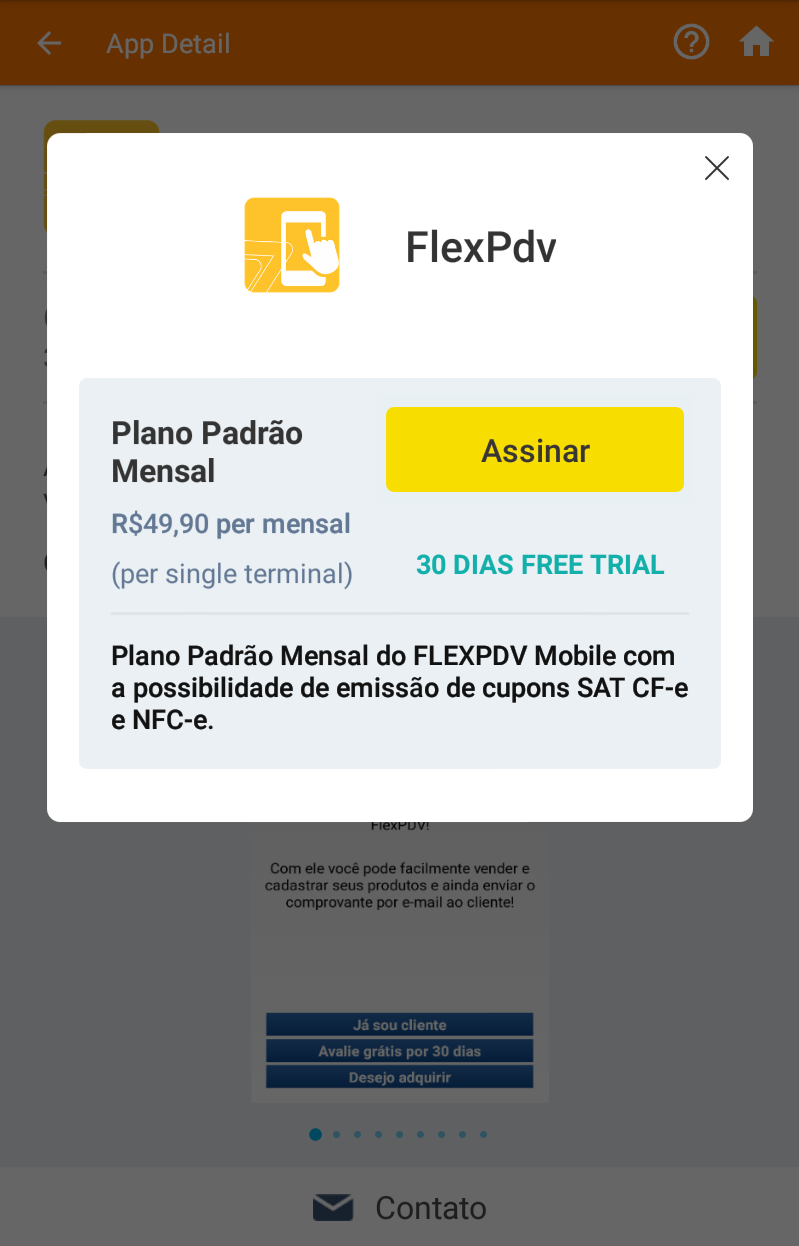 App Detail
FlexPdv
Plano Padrão
Mensal
Assinar
R$49,90 per mensal
(per single terminal)
30 DIAS FREE TRIAL
Plano Padrão Mensal do FLEXPDV Mobile com
a possibilidade de emissão de cupons SAT CF-e
e NFC-e.
FlexPDV!
Com ele você pode facilmente vender e
cadastrar seus produtos e ainda enviar o
comprovante por e-mail ao cliente!
Já sou cliente
Avalie grátis por 30 dias
Desejo adquirir
Contato